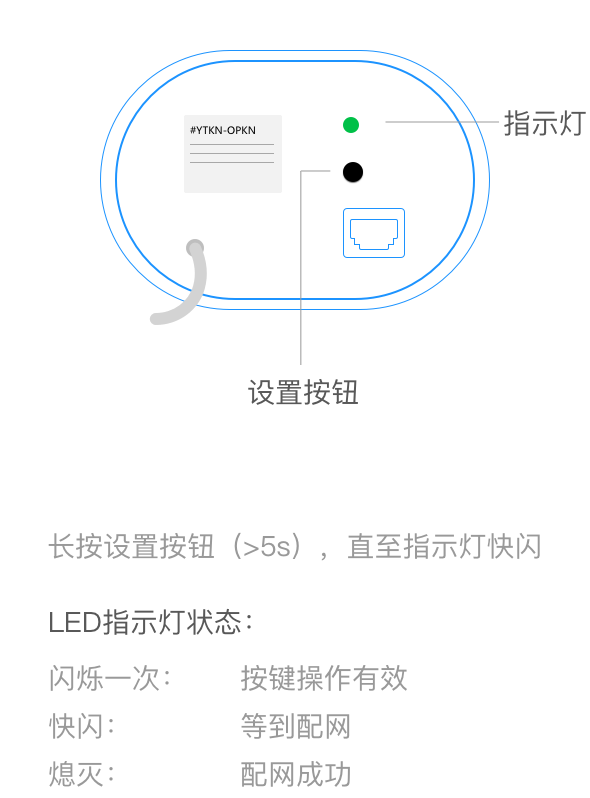 #YTKN-OPKN
指示灯
设置按钮
长按设置按钮（>5s），直至指示灯快闪
LED指示灯状态：
闪烁一次： 按键操作有效
快闪： 等到配网
熄灭： 配网成功